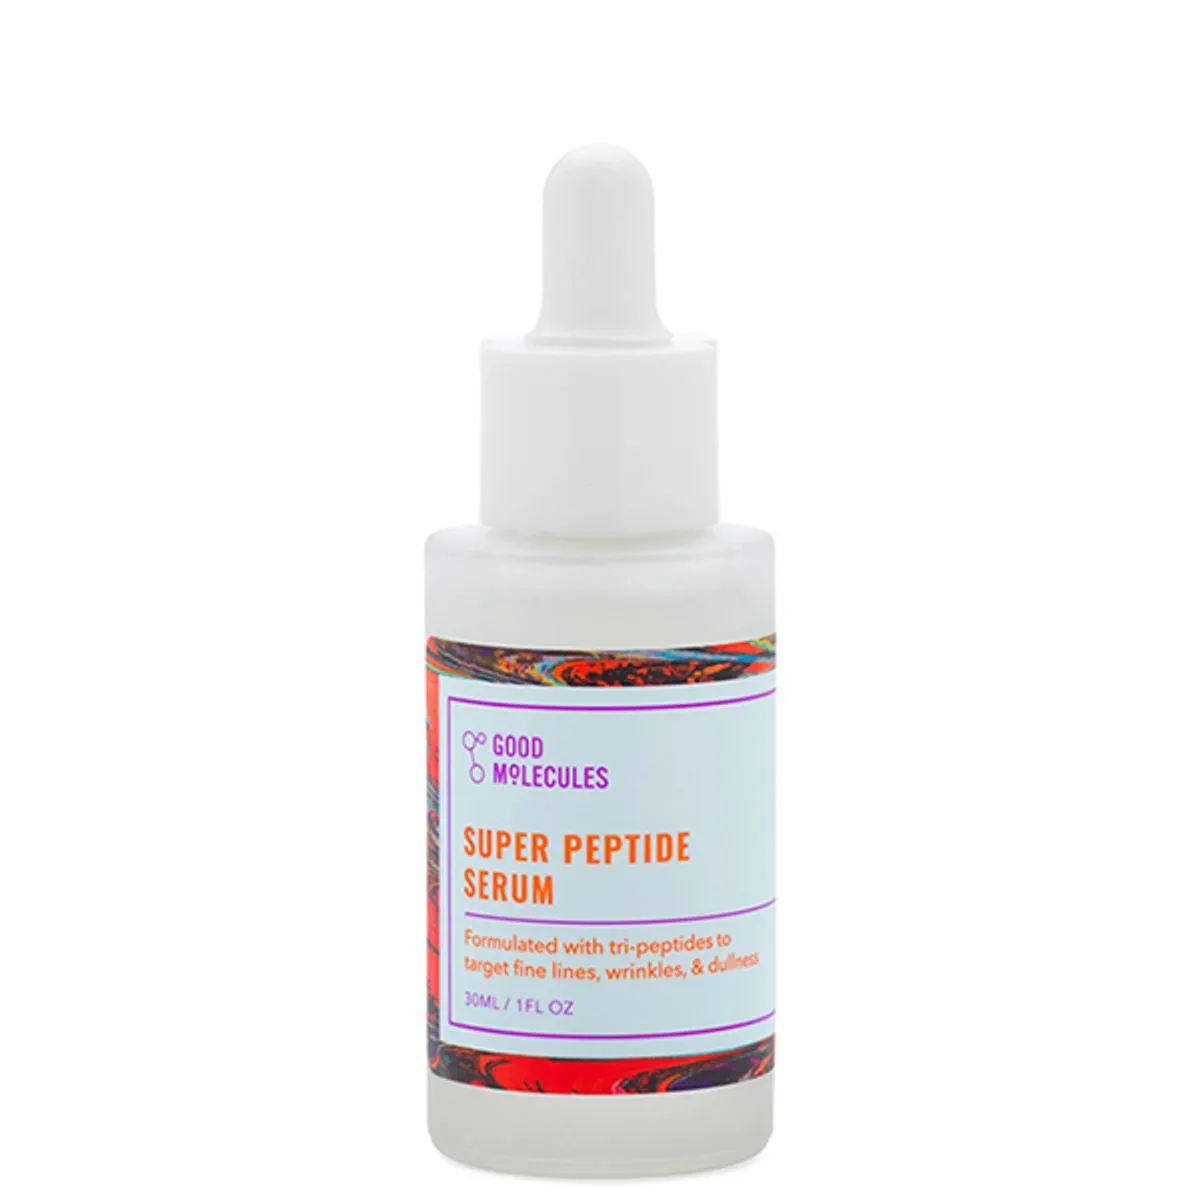 GOOD
MOLECULES
SUPER PEPTIDE
SERUM
Formulated with tri-peptides to
target fine lines, wrinkles, & dullness
30ML / 1FL OZ